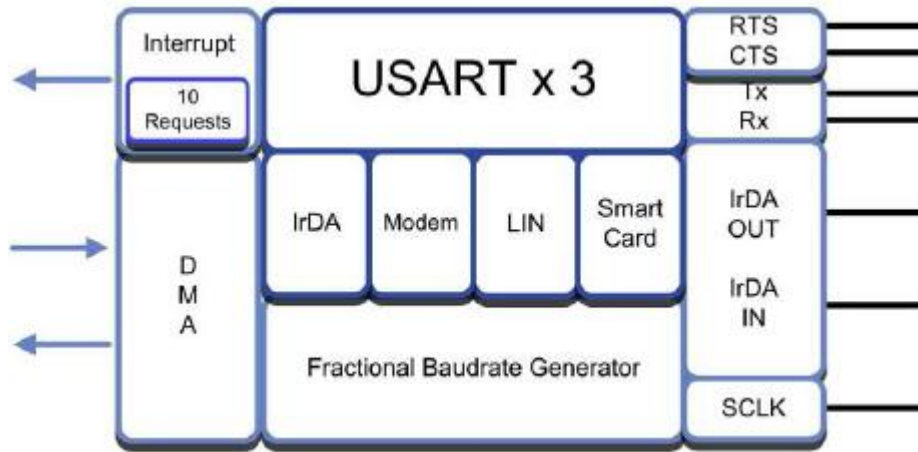 Interrupt
10
Requests
USART x 3
RTS
CTS
Tx
Rx
IrDA
Modem
LIN
Smart
Card
IrDA
OUT
IrDA
IN
D
M
A
Fractional Baudrate Generator
SCLK